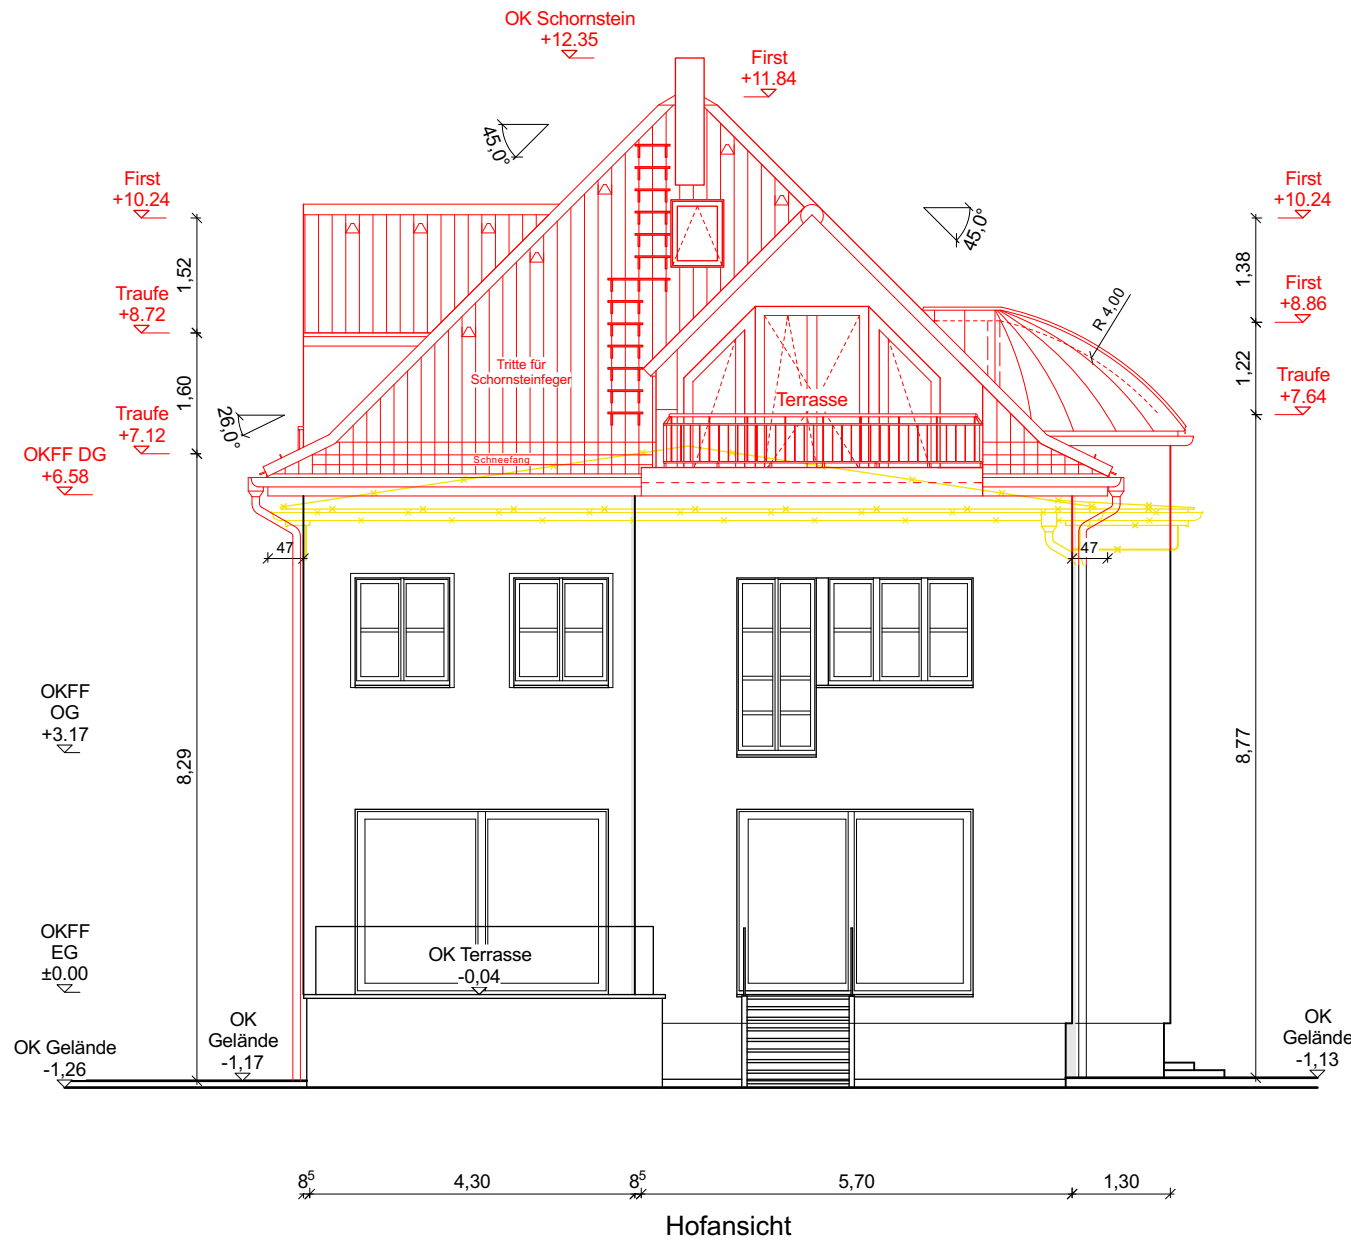 OK Schornstein
+12.35
First
+11.84
45,0°
First
+10.24
First
+10.24
45,0°
1,52
1,38
Traufe
+8.72
First
+8.86
R 4,00
Tritte für
Schornsteinfeger
1,60
1,22
Traufe
+7.64
Terrasse
26,0°
Traufe
+7.12
OKFF DG
+6.58
Schneefang
47
47
OKFF
OG
+3.17
8,29
8,77
OKFF
EG
±0.00
OK Terrasse
-0,04
OK
Gelände
-1,17
OK Gelände
-1,26
OK
Gelände
-1,13
8⁵
4,30
8⁵
5,70
1,30
Hofansicht